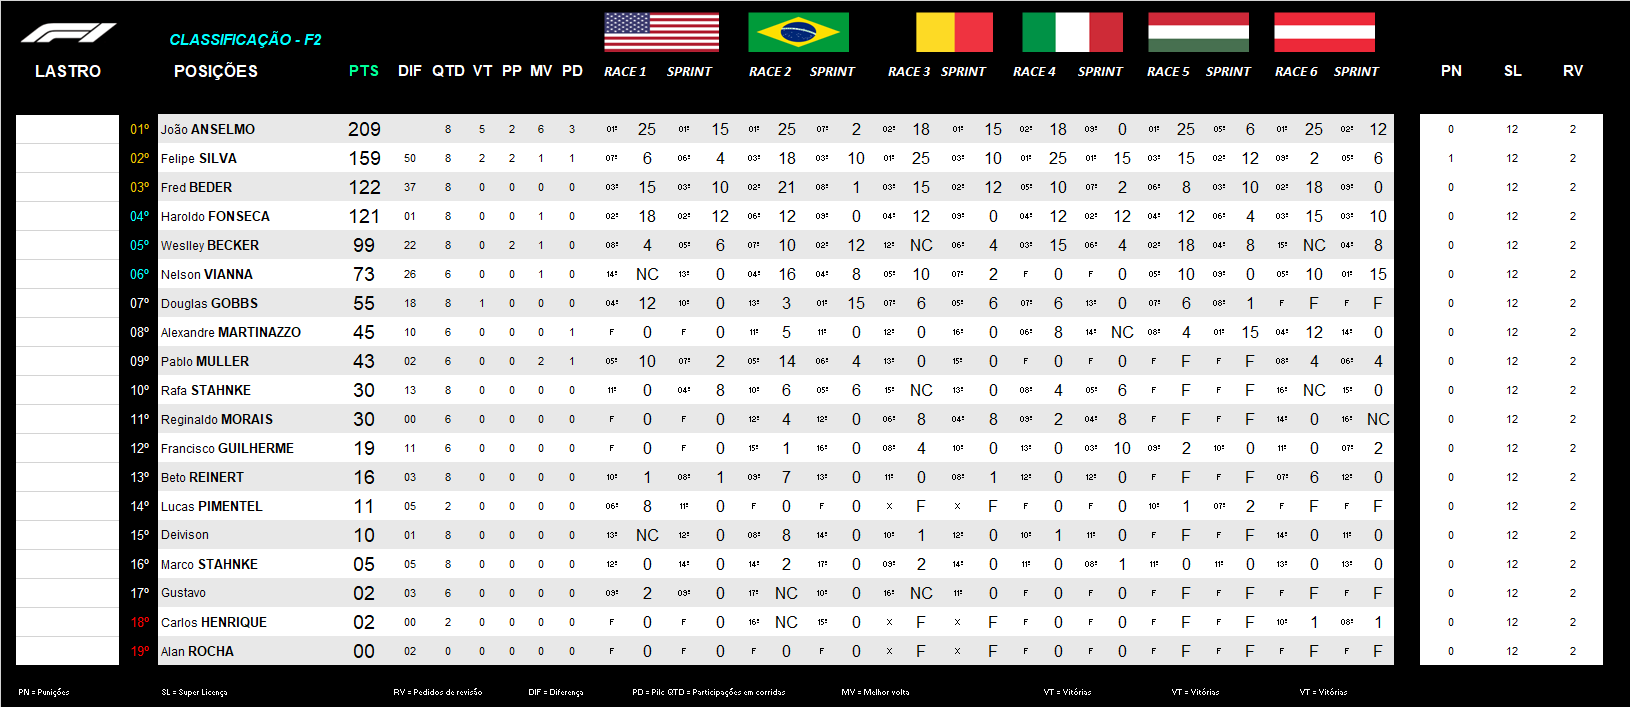 F1
CLASSIFICAÇÃO - F2
LASTRO POSIÇÕES PTS DIF QTD VT PP MV PD RACE 1 SPRINT RACE 2 SPRINT RACE 3 SPRINT RACE 4 SPRINT RACE 5 SPRINT RACE 6 SPRINT PN SL RV
01º João ANSELMO 209 8 5 2 6 3 01º 25 01º 15 01º 25 07º 2 02º 18 01º 15 02º 18 09º 0 01º 25 05º 6 01º 25 02º 12 0 12 2
02º Felipe SILVA 159 50 8 2 2 1 1 07º 6 06º 4 03º 18 03º 10 01º 25 03º 10 01º 25 01º 15 03º 15 02º 12 09º 2 05º 6 1 12 2
03º Fred BEDER 122 37 8 0 0 0 0 03º 15 03º 10 02º 21 08º 1 03º 15 02º 12 05º 10 07º 2 06º 8 03º 10 02º 18 09º 0 0 12 2
04º Haroldo FONSECA 121 01 8 0 0 1 0 02º 18 02º 12 06º 12 09º 0 04º 12 09º 0 04º 12 02º 12 04º 12 06º 4 03º 15 03º 10 0 12 2
05º Weslley BECKER 99 22 8 0 2 1 0 08º 4 05º 6 07º 10 02º 12 12º NC 06º 4 03º 15 06º 4 02º 18 04º 8 15º NC 04º 8 0 12 2
06º Nelson VIANNA 73 26 6 0 0 1 0 14º NC 13º 0 04º 16 04º 8 05º 10 07º 2 F 0 F 0 05º 10 09º 0 05º 10 01º 15 0 12 2
07º Douglas GOBBS 55 18 8 1 0 0 0 04º 12 10º 0 13º 3 01º 15 07º 6 05º 6 07º 6 13º 0 07º 6 08º 1 F F F F 0 12 2
08º Alexandre MARTINAZZO 45 10 6 0 0 0 1 F 0 F 0 11º 5 11º 0 12º 0 16º 0 06º 8 14º NC 08º 4 01º 15 04º 12 14º 0 0 12 2
09º Pablo MULLER 43 02 6 0 0 2 1 05º 10 07º 2 05º 14 06º 4 13º 0 15º 0 F 0 F 0 F F F F 08º 4 06º 4 0 12 2
10º Rafa STAHNKE 30 13 8 0 0 0 0 11º 0 04º 8 10º 6 05º 6 15º NC 13º 0 08º 4 05º 6 F F F F 16º NC 15º 0 0 12 2
11º Reginaldo MORAIS 30 00 6 0 0 0 0 F 0 F 0 12º 4 12º 0 06º 8 04º 8 09º 2 04º 8 F F F F 14º 0 16º NC 0 12 2
12º Francisco GUILHERME 19 11 6 0 0 0 0 F 0 F 0 15º 1 16º 0 08º 4 10º 0 13º 0 03º 10 09º 2 10º 0 11º 0 07º 2 0 12 2
13º Beto REINERT 16 03 8 0 0 0 0 10º 1 08º 1 09º 7 13º 0 11º 0 08º 1 12º 0 12º 0 F F F F 07º 6 12º 0 0 12 2
14º Lucas PIMENTEL 11 05 2 0 0 0 0 06º 8 11º 0 F 0 F 0 X F X F F 0 F 0 10º 1 07º 2 F F F F 0 12 2
15º Deivison 10 01 8 0 0 0 0 13º NC 12º 0 08º 8 14º 0 10º 1 12º 0 10º 1 11º 0 F F F F 14º 0 11º 0 0 12 2
16º Marco STAHNKE 05 05 8 0 0 0 0 12º 0 14º 0 14º 2 17º 0 09º 2 14º 0 11º 0 08º 1 11º 0 11º 0 13º 0 13º 0 0 12 2
17º Gustavo 02 03 6 0 0 0 0 09º 2 09º 0 17º NC 10º 0 16º NC 11º 0 F 0 F 0 F F F F F F F F 0 12 2
18º Carlos HENRIQUE 02 00 2 0 0 0 0 F 0 F 0 16º NC 15º 0 X F X F F 0 F 0 F F F F 10º 1 08º 1 0 12 2
19º Alan ROCHA 00 02 0 0 0 0 0 F 0 F 0 F 0 F 0 X F X F F 0 F 0 F F F F F F F F 0 12 2
PN = Punições SL = Super Licença RV = Pedidos de revisão DIF = Diferença PD = Pilc QTD = Participações em corridas MV = Melhor volta VT = Vitórias VT = Vitórias VT = Vitórias